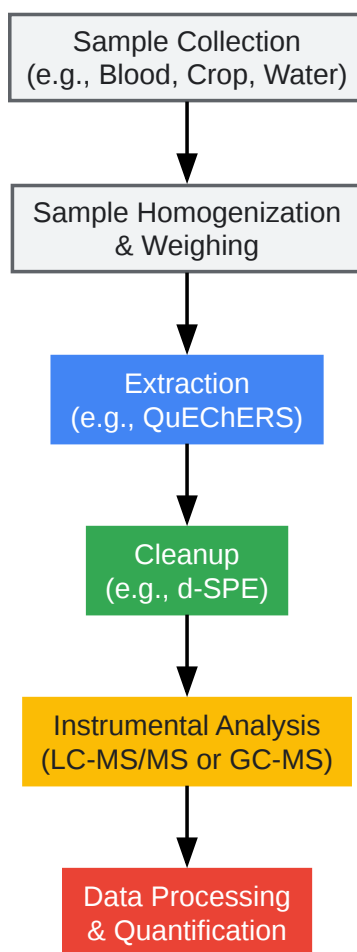 Sample Collection
(e.g., Blood, Crop, Water)
Sample Homogenization
& Weighing
Extraction
(e.g., QuEChERS)
Cleanup
(e.g., d-SPE)
Instrumental Analysis
(LC-MS/MS or GC-MS)
Data Processing
& Quantification